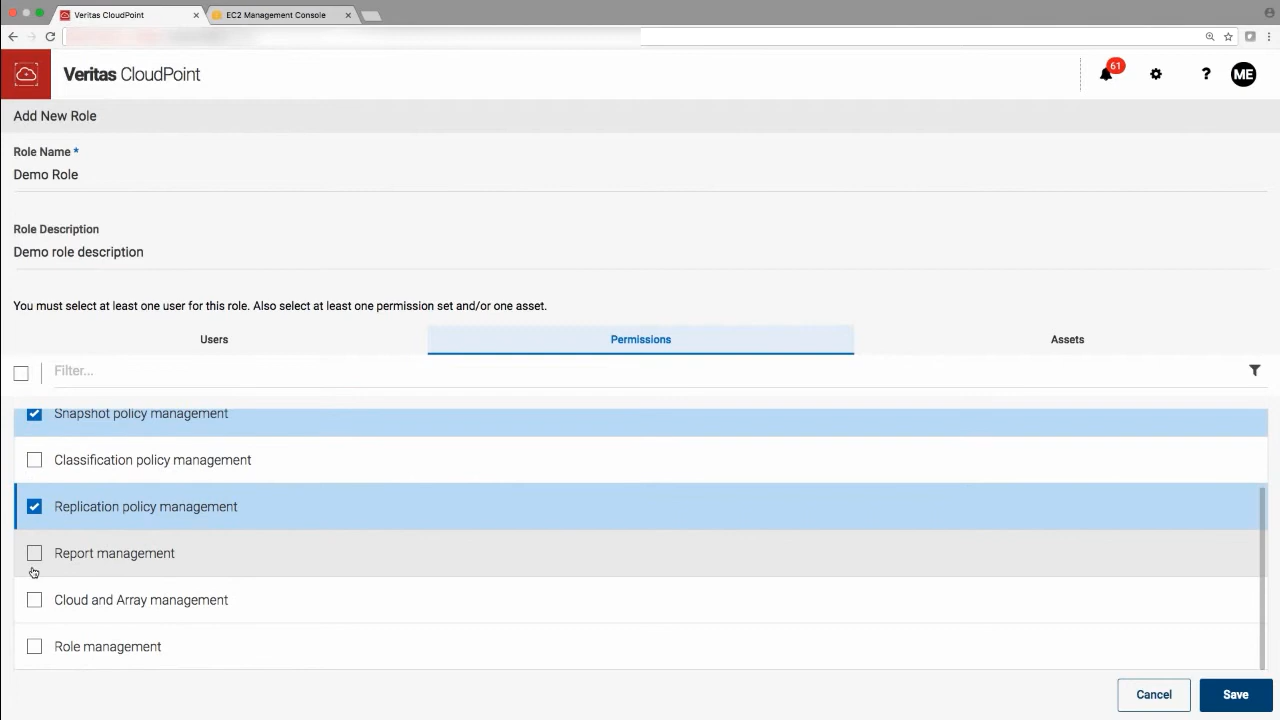 Veritas CloudPoint
EC2 Management Console
Veritas CloudPoint
61
?
ME
Add New Role
Role Name *
Demo Role
Role Description
Demo role description
You must select at least one user for this role. Also select at least one permission set and/or one asset.
Users
Permissions
Assets
Filter...
Snapshot policy management
Classification policy management
Replication policy management
Report management
Cloud and Array management
Role management
Cancel
Save